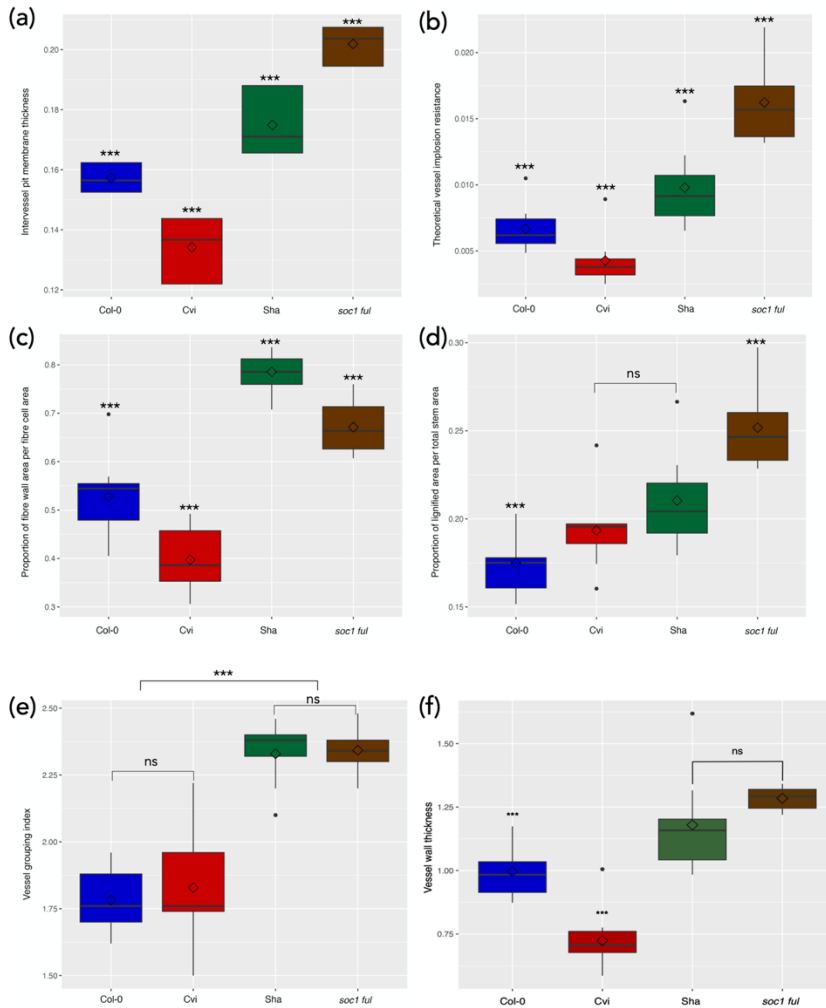 (a)
Intervessel pit membrane thickness
0.20
0.18
0.16
0.14
0.12
***
***
***
***
Col-0
Cvi
Sha
soc1 ful
(b)
Theoretical vessel implosion resistance
0.020
0.015
0.010
0.005
***
***
***
***
Col-0
Cvi
Sha
soc1 ful
(c)
Proportion of fibre wall area per fibre cell area
0.8
0.7
0.6
0.5
0.4
0.3
***
***
***
***
Col-0
Cvi
Sha
soc1 ful
(d)
Proportion of lignified area per total stem area
0.30
0.25
0.20
0.15
***
ns
***
Col-0
Cvi
Sha
soc1 ful
(e)
Vessel grouping index
2.50
2.25
2.00
1.75
1.50
***
ns
ns
Col-0
Cvi
Sha
soc1 ful
(f)
Vessel wall thickness
1.50
1.25
1.00
0.75
***
***
ns
Col-0
Cvi
Sha
soc1 ful